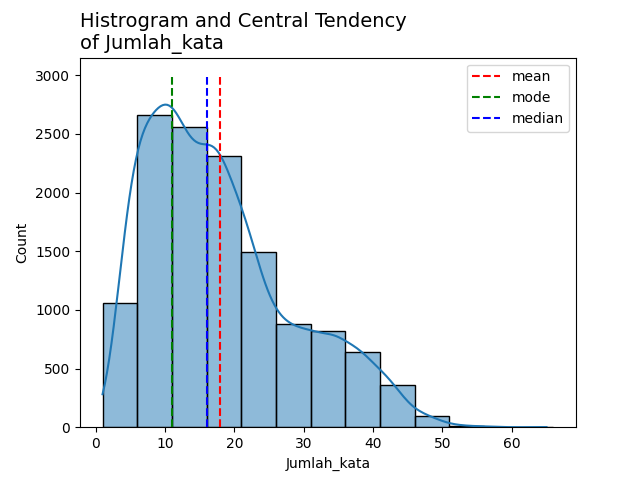 Histrogram and Central Tendency
of Jumlah_kata
mean
mode
median
3000
2500
2000
1500
1000
500
0
Count
0 10 20 30 40 50 60
Jumlah_kata